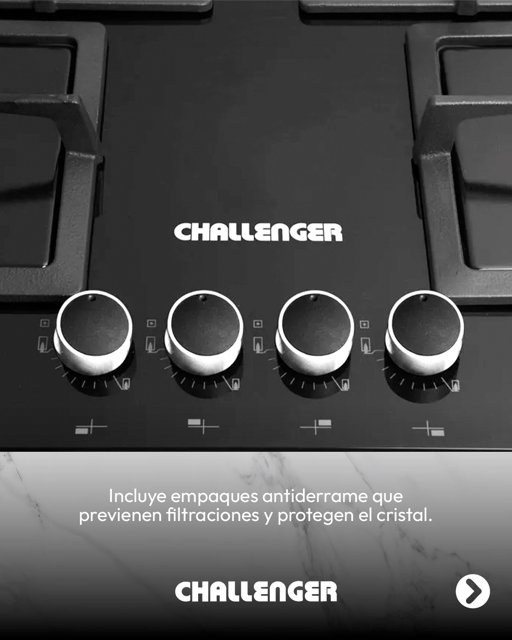 CHALLENGER
Incluye empaques antiderrame que
previenen filtraciones y protegen el cristal.
CHALLENGER